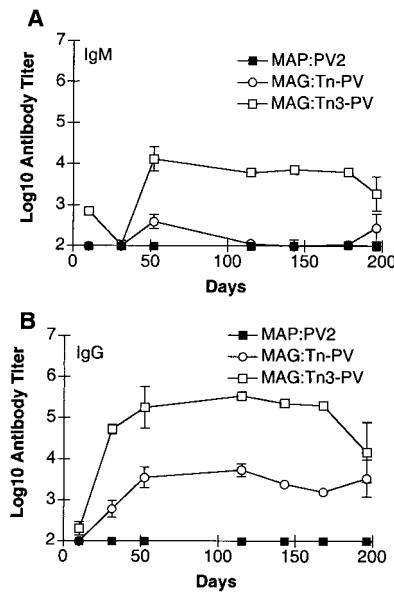 A
IgM
MAP:PV2
MAG:Tn-PV
MAG:Tn3-PV
Log10 Antibody Titer
7
6
5
4
3
2
0
50
100
150
200
Days
B
IgG
MAP:PV2
MAG:Tn-PV
MAG:Tn3-PV
Log10 Antibody Titer
7
6
5
4
3
2
0
50
100
150
200
Days